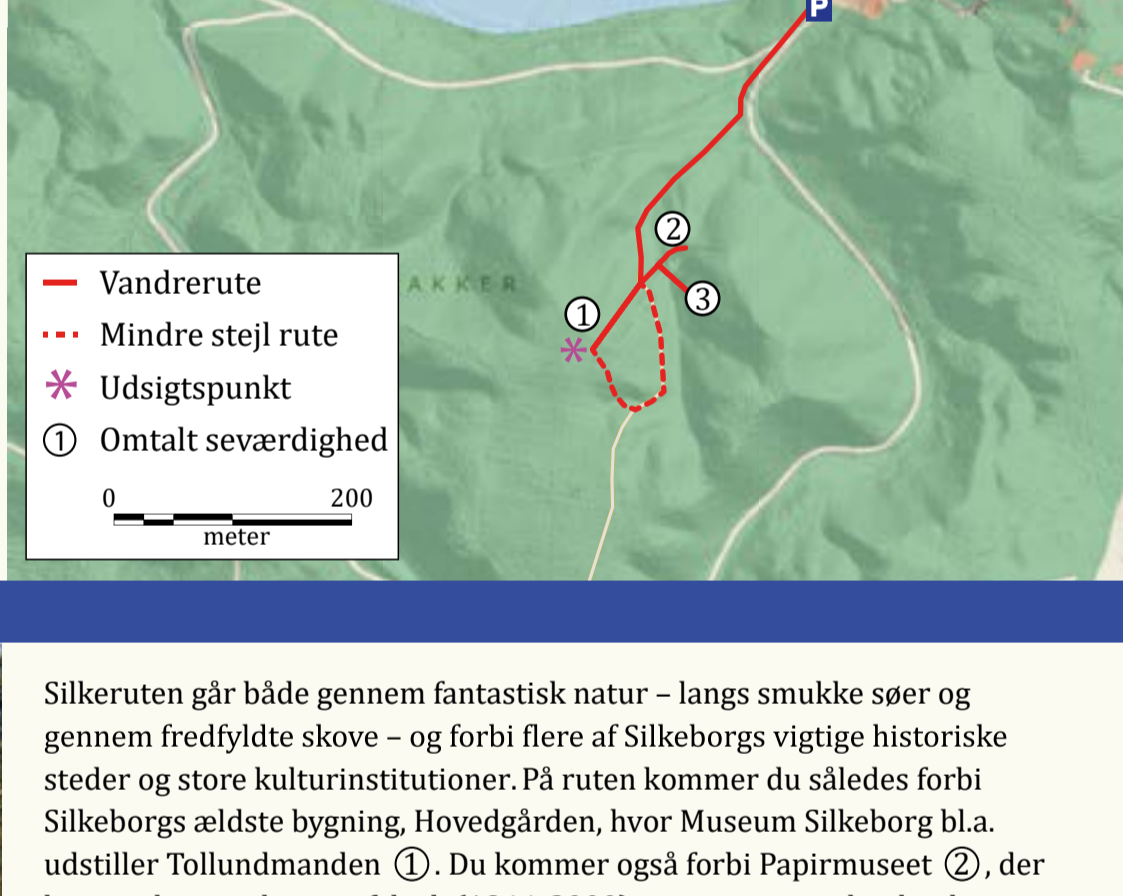 P
2
AKKER
3
1
Vandrerute
Mindre stejl rute
Udsigtspunkt
1 Omtalt seværdighed
0 200
meter
Silkeruten går både gennem fantastisk natur – langs smukke søer og
gennem fredfyldte skove – og forbi flere af Silkeborgs vigtige historiske
steder og store kulturinstitutioner. På ruten kommer du således forbi
Silkeborgs ældste bygning, Hovedgården, hvor Museum Silkeborg bl.a.
udstiller Tollundmanden ①. Du kommer også forbi Papirmuseet ②, der